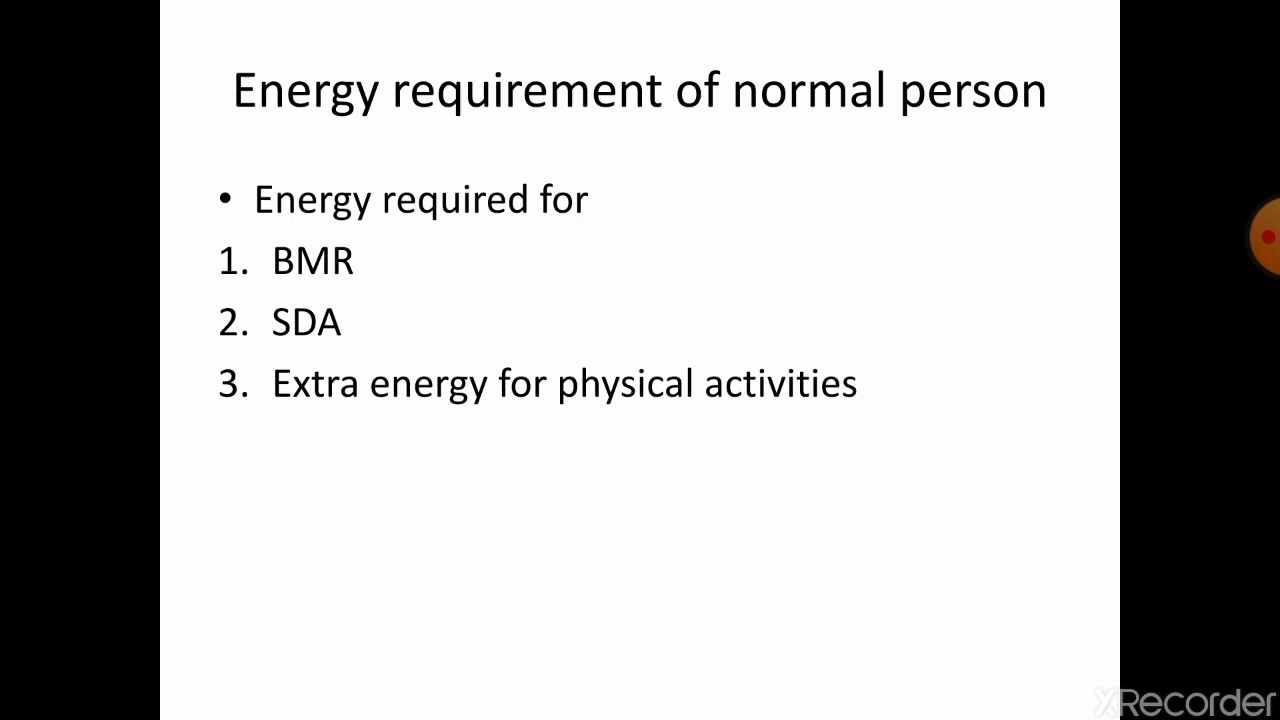 Energy requirement of normal person
• Energy required for
1. BMR
2. SDA
3. Extra energy for physical activities
XRecorder